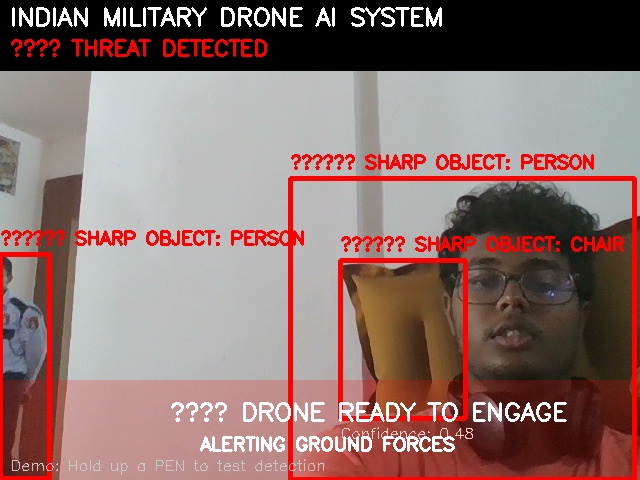 INDIAN MILITARY DRONE AI SYSTEM
???? THREAT DETECTED
?????? SHARP OBJECT: PERSON
?????? SHARP OBJECT: PERSON
?????? SHARP OBJECT: CHAIR
???? DRONE READY TO ENGAGE
Confidence: 0.48
ALERTING GROUND FORCES
Demo: Hold up a PEN to test detection